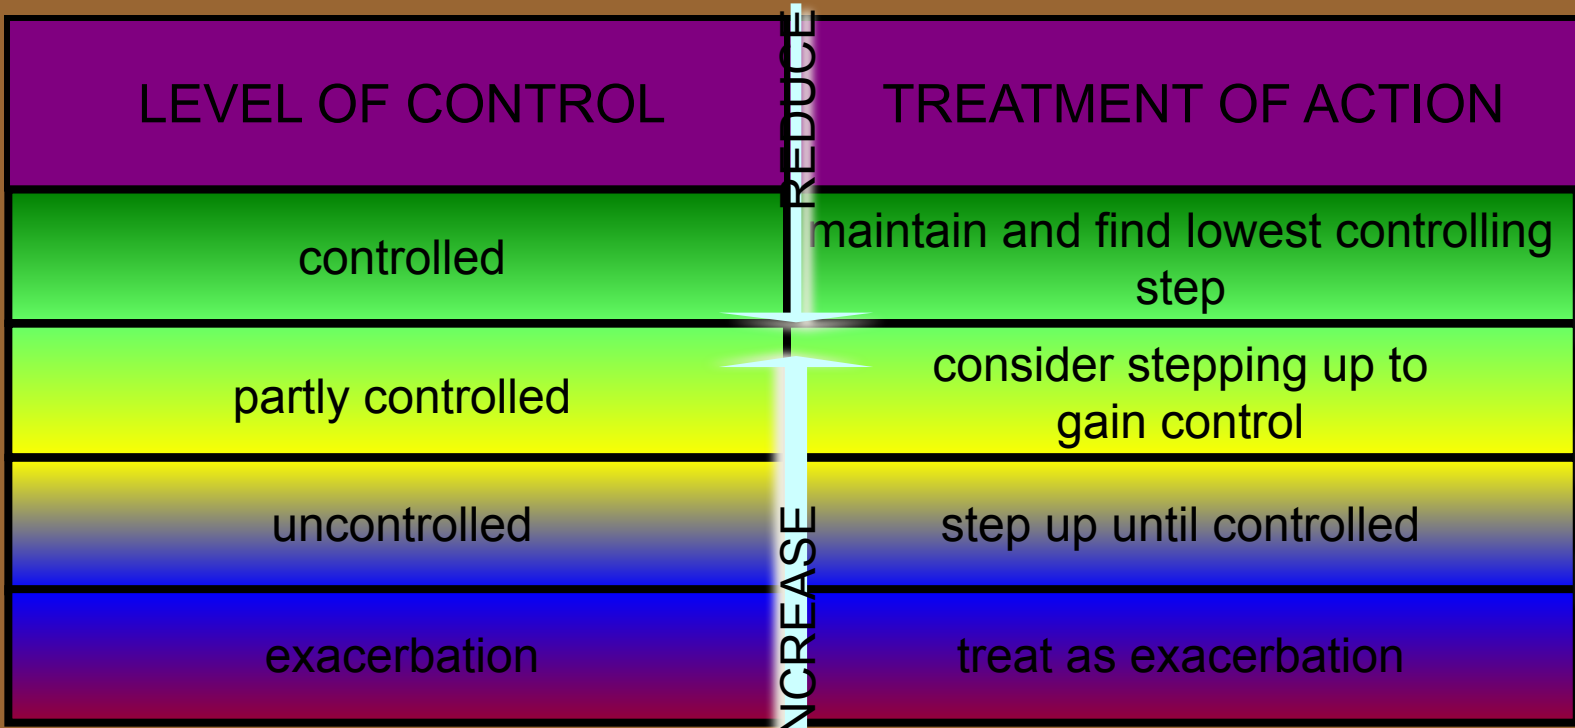 LEVEL OF CONTROL
REDUCE
TREATMENT OF ACTION
controlled
maintain and find lowest controlling
step
partly controlled
consider stepping up to
gain control
uncontrolled
step up until controlled
exacerbation
treat as exacerbation
NCREASE